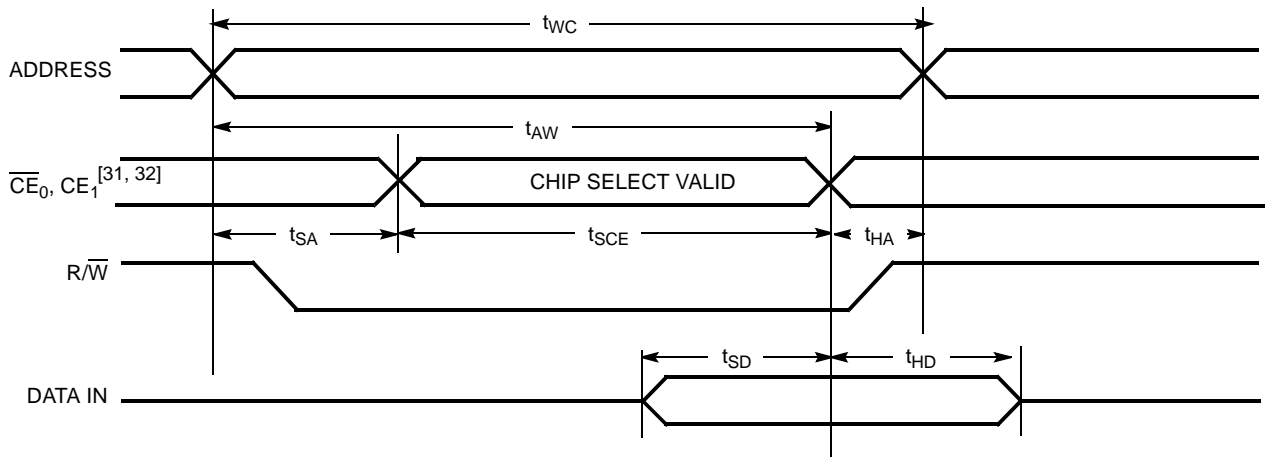 tWC
ADDRESS
tAW
CE0, CE1[31, 32]
CHIP SELECT VALID
tSA
tSCE
tHA
R/W
tSD
tHD
DATA IN